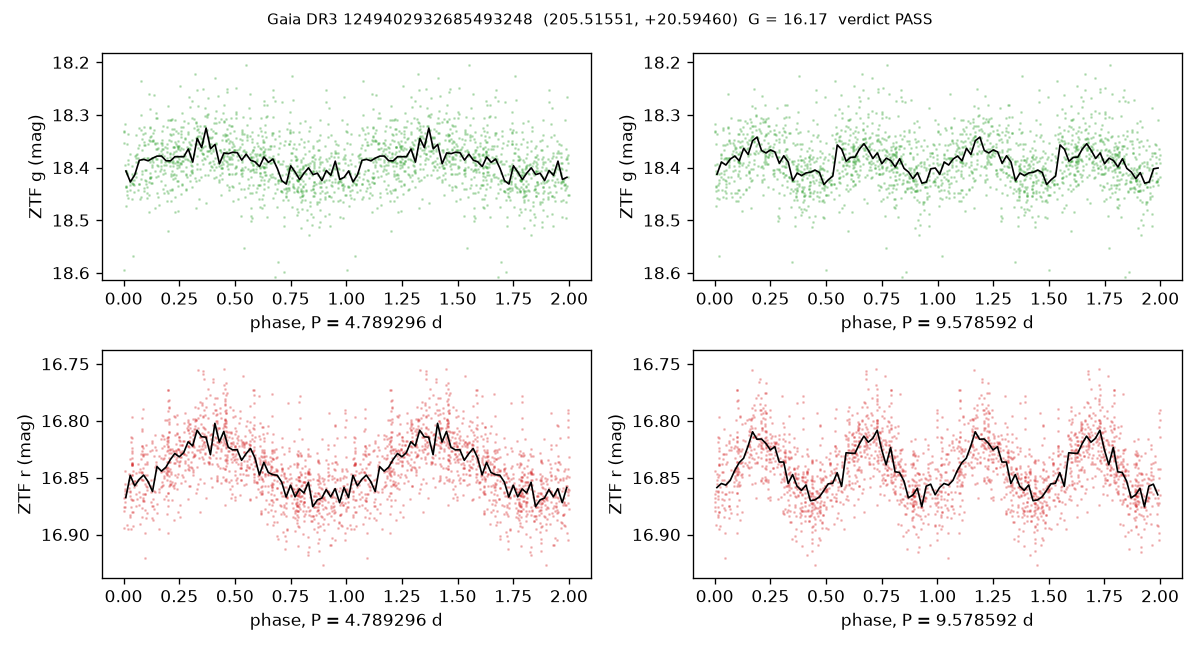 Gaia DR3 1249402932685493248  (205.51551, +20.59460)  G = 16.17  verdict PASS
ZTF g (mag)
18.2
18.3
18.4
18.5
18.6
0.00 0.25 0.50 0.75 1.00 1.25 1.50 1.75 2.00
phase, P = 4.789296 d
ZTF g (mag)
18.2
18.3
18.4
18.5
18.6
0.00 0.25 0.50 0.75 1.00 1.25 1.50 1.75 2.00
phase, P = 9.578592 d
ZTF r (mag)
16.75
16.80
16.85
16.90
0.00 0.25 0.50 0.75 1.00 1.25 1.50 1.75 2.00
phase, P = 4.789296 d
ZTF r (mag)
16.75
16.80
16.85
16.90
0.00 0.25 0.50 0.75 1.00 1.25 1.50 1.75 2.00
phase, P = 9.578592 d